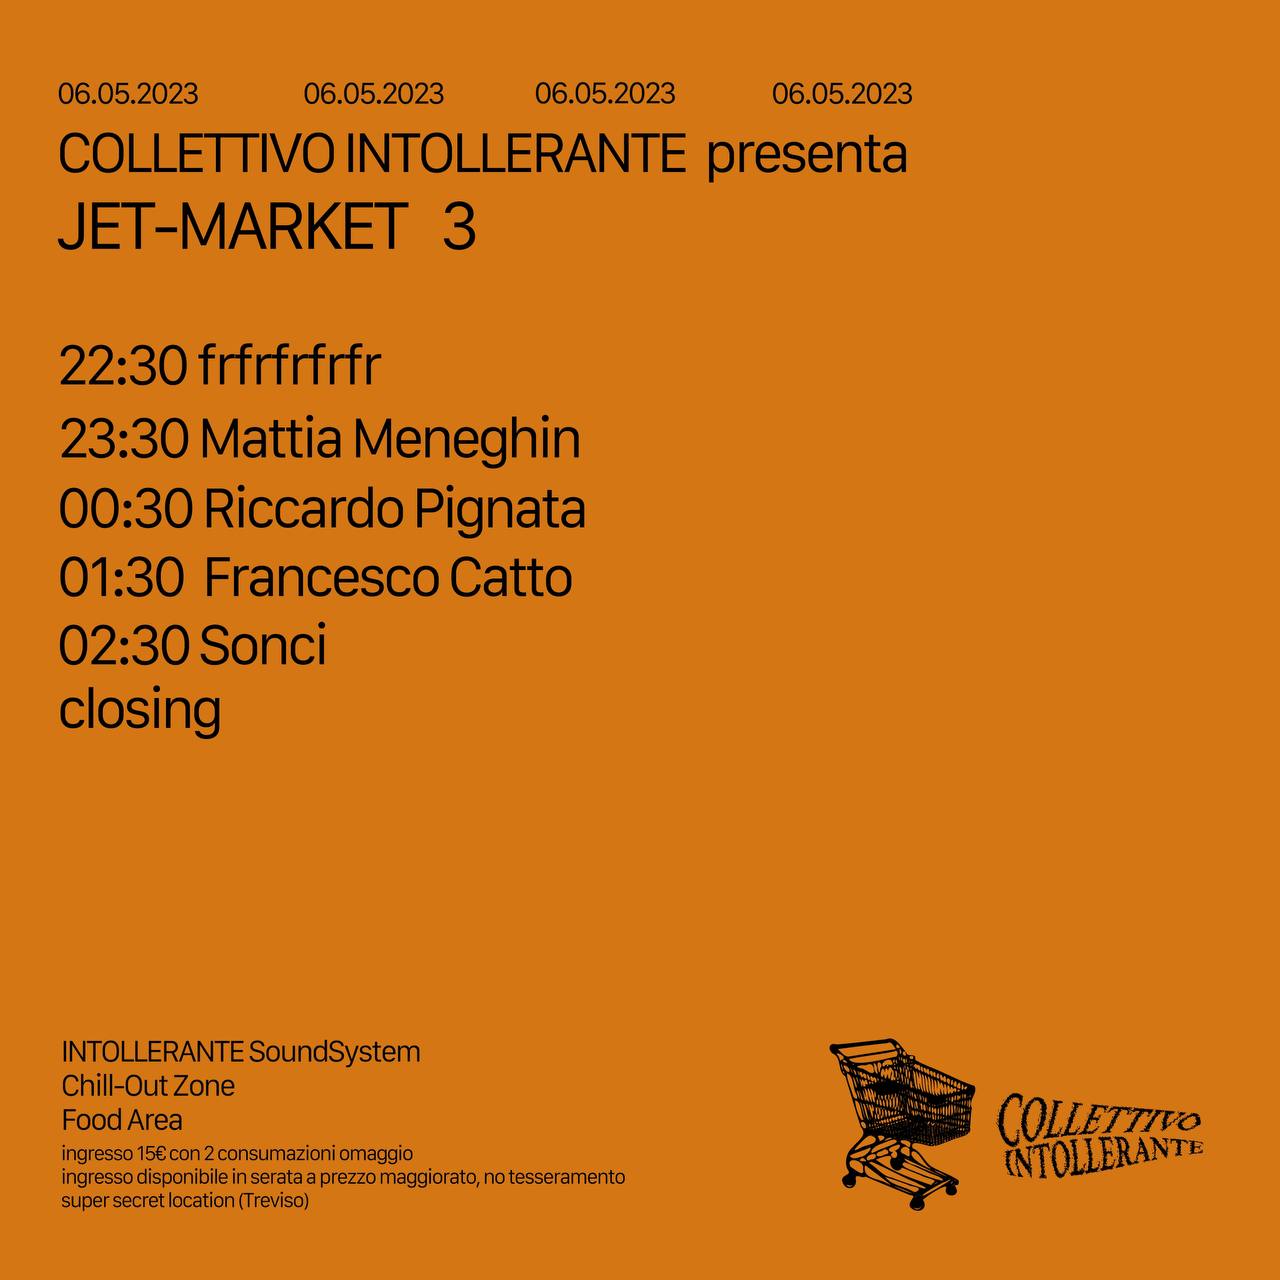 06.05.2023 06.05.2023 06.05.2023 06.05.2023
COLLETTIVO INTOLLERANTE presenta
JET-MARKET 3
22:30 frfrfrfrfr
23:30 Mattia Meneghin
00:30 Riccardo Pignata
01:30 Francesco Catto
02:30 Sonci
closing
INTOLLERANTE SoundSystem
Chill-Out Zone
Food Area
ingresso 15€ con 2 consumazioni omaggio
ingresso disponibile in serata a prezzo maggiorato, no tesseramento
super secret location (Treviso)
COLLETTIVO
INTOLLERANTE